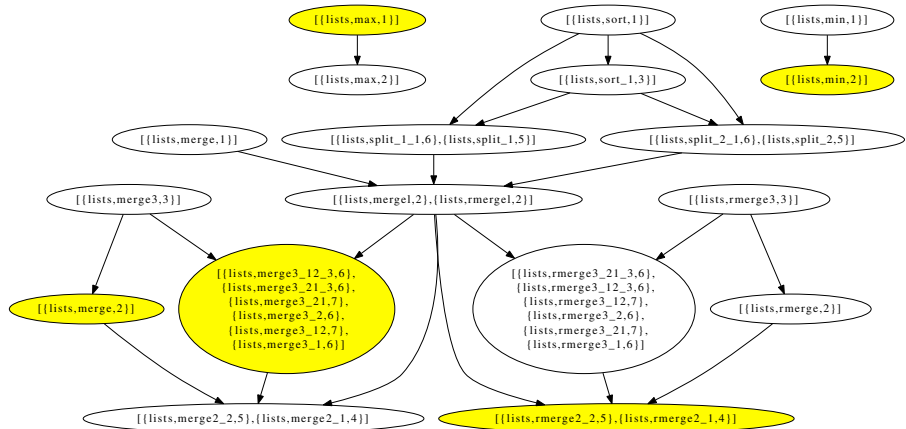 [{lists,max,1}]
[{lists,sort,1}]
[{lists,min,1}]
[{lists,max,2}]
[{lists,sort_1,3}]
[{lists,min,2}]
[{lists,merge,1}]
[{lists,split_1_1,6},{lists,split_1,5}]
[{lists,split_2_1,6},{lists,split_2,5}]
[{lists,merge3,3}]
[{lists,mergel,2},{lists,rmergel,2}]
[{lists,rmerge3,3}]
[{lists,merge,2}]
[{lists,merge3_12_3,6},
{lists,merge3_21_3,6},
{lists,merge3_21,7},
{lists,merge3_2,6},
{lists,merge3_12,7},
{lists,merge3_1,6}]
[{lists,rmerge3_21_3,6},
{lists,rmerge3_12_3,6},
{lists,rmerge3_12,7},
{lists,rmerge3_2,6},
{lists,rmerge3_21,7},
{lists,rmerge3_1,6}]
[{lists,rmerge,2}]
[{lists,merge2_2,5},{lists,merge2_1,4}]
[{lists,rmerge2_2,5},{lists,rmerge2_1,4}]